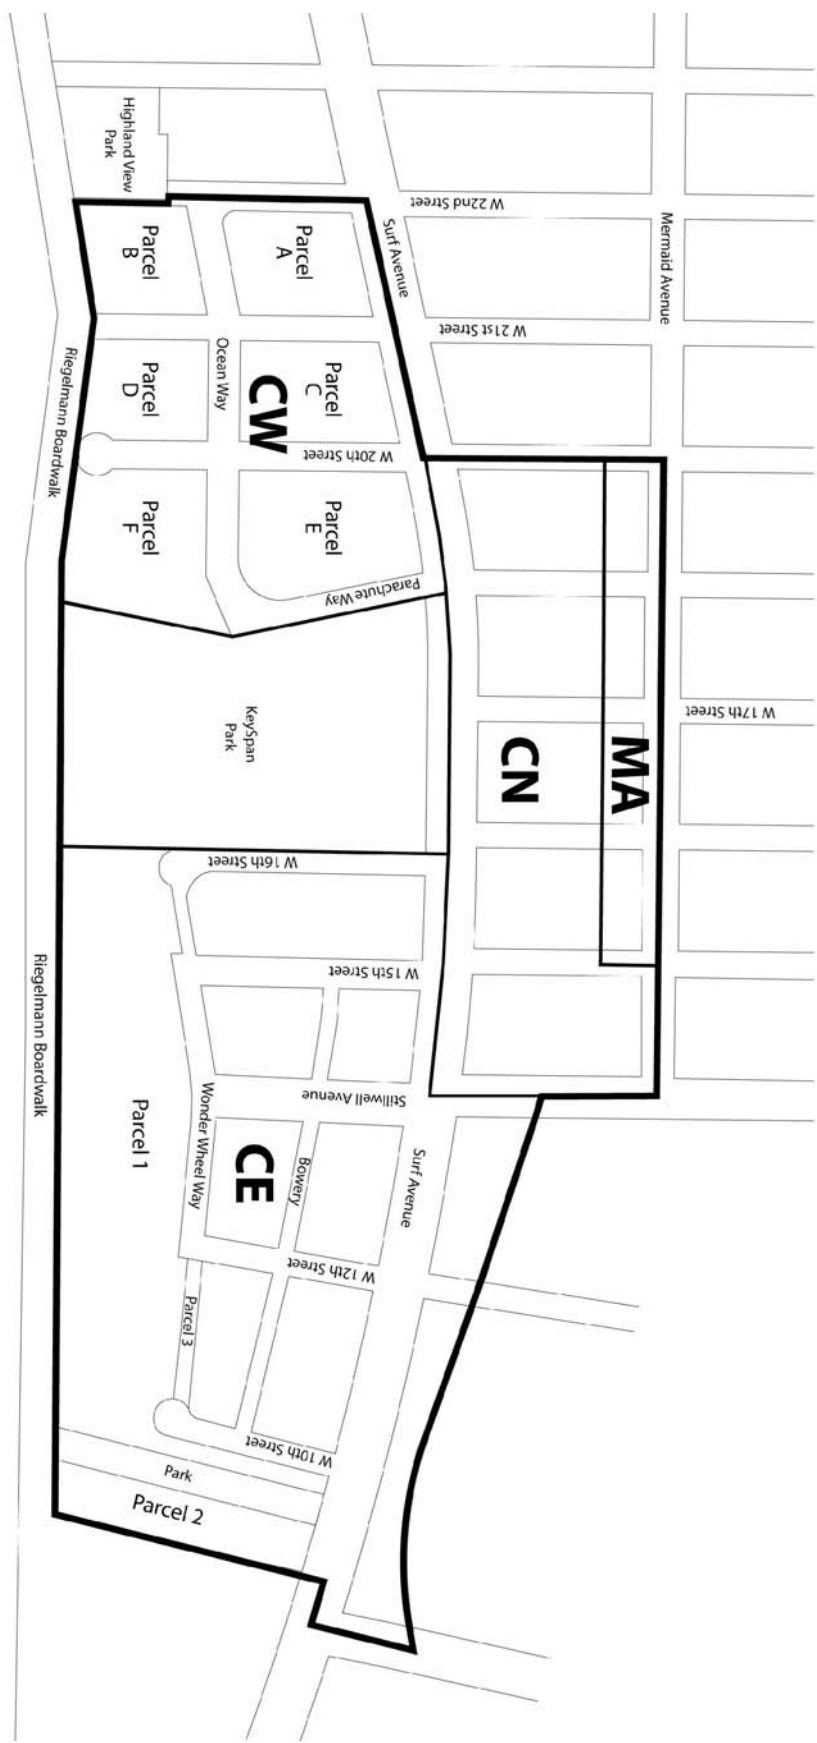 Highland View
Park
W 22nd Street
Mermaid Avenue
Surf Avenue
Parcel
A
Parcel
B
W 21st Street
Ocean Way
Riegelmann Boardwalk
Parcel
C
Parcel
D
CW
W 20th Street
Parcel
E
Parcel
F
Parachute Way
KeySpan
Park
W 17th Street
CN
MA
W 16th Street
W 15th Street
Riegelmann Boardwalk
Stillwell Avenue
Parcel 1
Wonder Wheel Way
CE
Bowery
Surf Avenue
W 12th Street
Parcel 3
W 10th Street
Park
Parcel 2